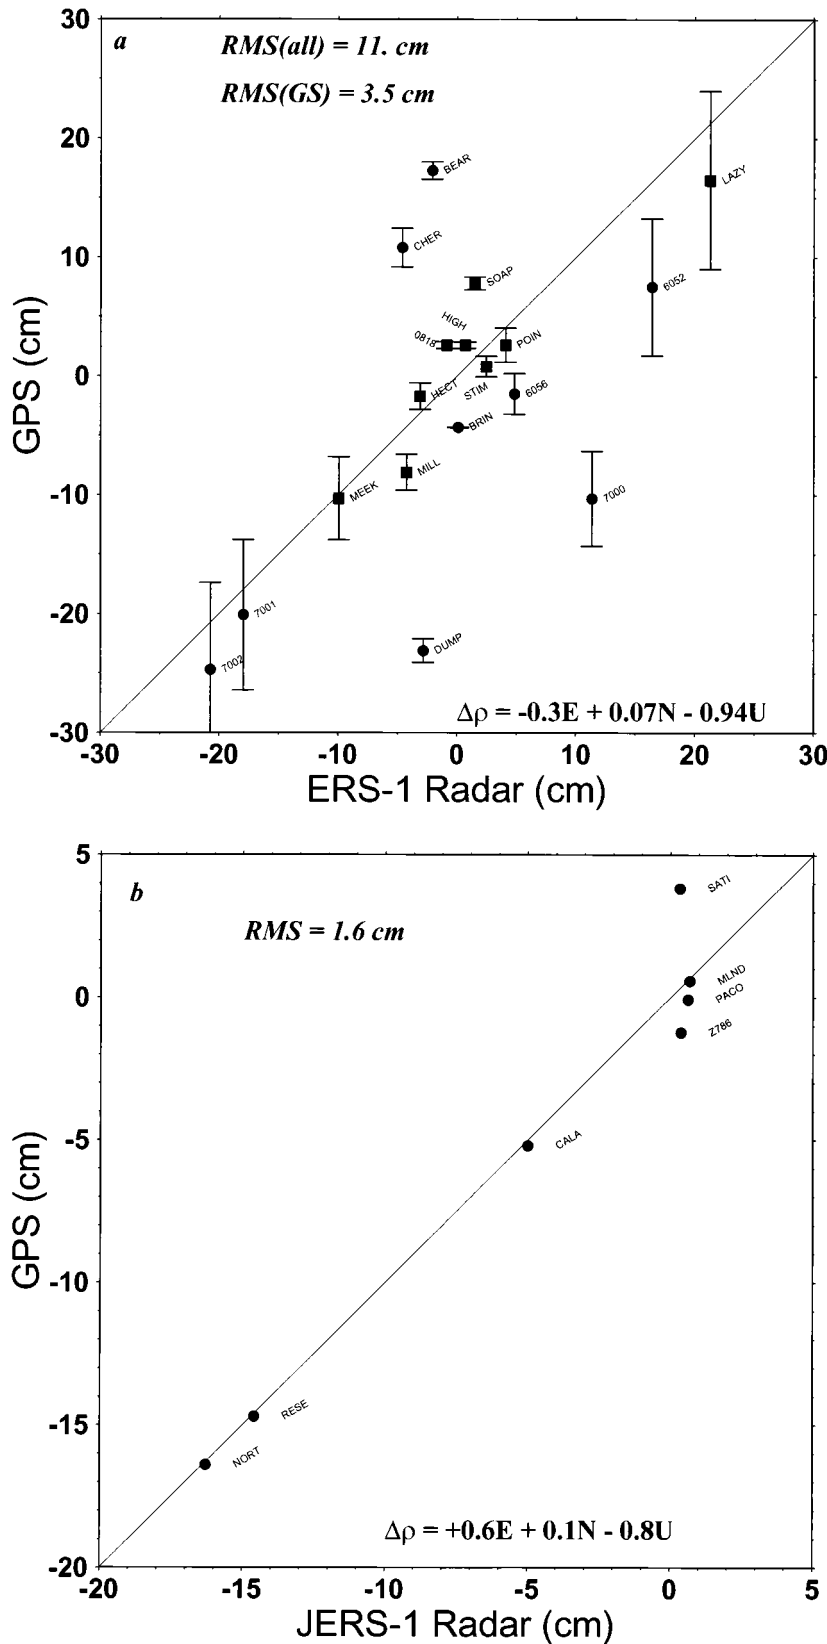 a
RMS(all) = 11. cm
RMS(GS) = 3.5 cm
30
20
10
0
-10
-20
-30
GPS (cm)
BEAR
LAZY
CHER
SOAP
6052
HIGH
0818
POIN
HECT
STIM
6056
BRIN
MILL
MEEK
7000
7001
7002
DUMP
Δρ = -0.3E + 0.07N - 0.94U
-30 -20 -10 0 10 20 30
ERS-1 Radar (cm)
b
RMS = 1.6 cm
5
0
-5
-10
-15
-20
GPS (cm)
SATI
MLND
PACO
Z786
CALA
RESE
NORT
Δρ = +0.6E + 0.1N - 0.8U
-20 -15 -10 -5 0 5
JERS-1 Radar (cm)